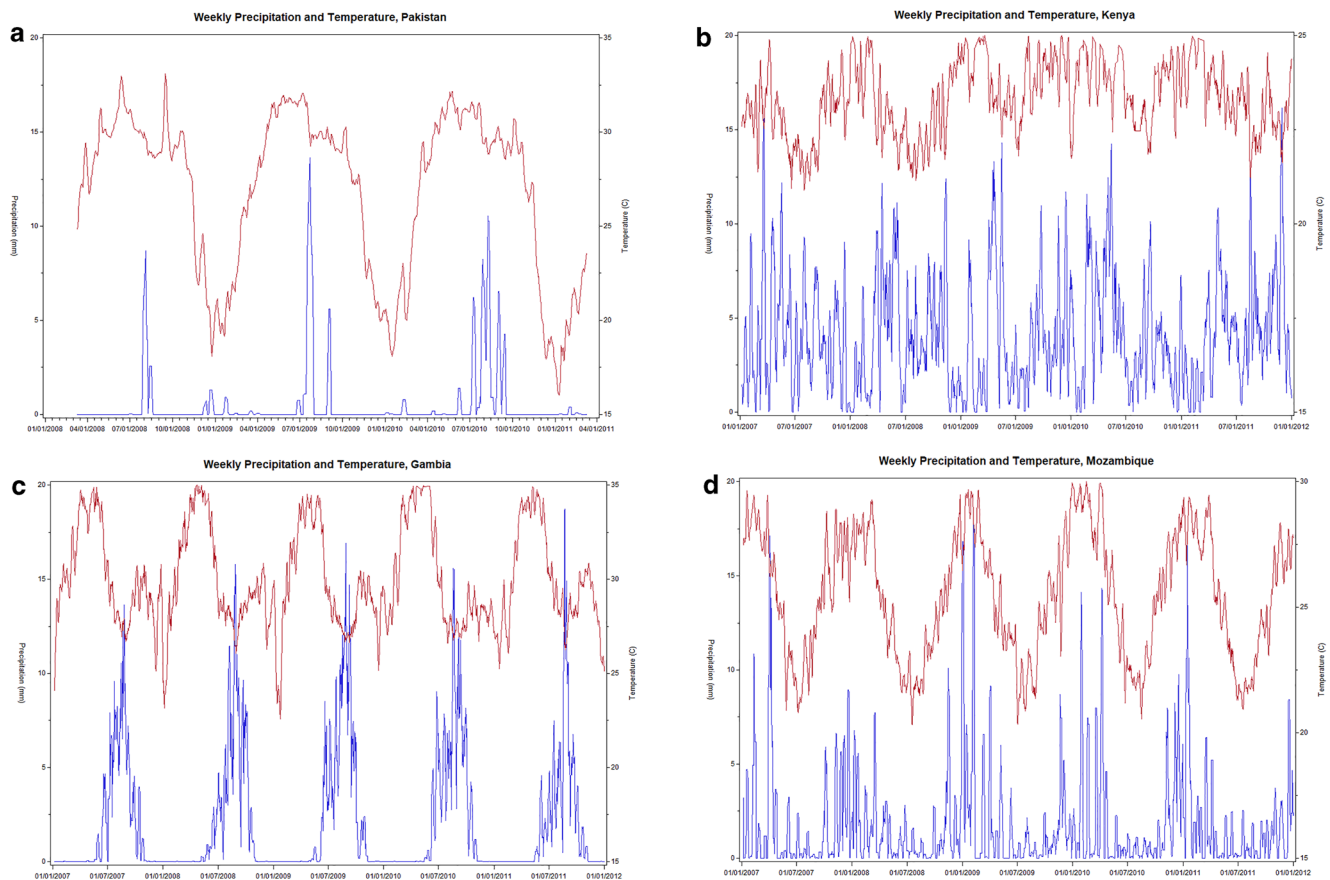 a
Weekly Precipitation and Temperature, Pakistan
20
15
10
5
0
Precipitation (mm)
35
30
25
20
15
Temperature (C)
01/01/2008 04/01/2008 07/01/2008 10/01/2008 01/01/2009 04/01/2009 07/01/2009 10/01/2009 01/01/2010 04/01/2010 07/01/2010 10/01/2010 01/01/2011 04/01/2011
b
Weekly Precipitation and Temperature, Kenya
20
15
10
5
0
Precipitation (mm)
25
20
15
Temperature (C)
01/01/2007 07/01/2007 01/01/2008 07/01/2008 01/01/2009 07/01/2009 01/01/2010 07/01/2010 01/01/2011 07/01/2011 01/01/2012
c
Weekly Precipitation and Temperature, Gambia
20
15
10
5
0
Precipitation (mm)
35
30
25
20
15
Temperature (C)
01/01/2007 01/07/2007 01/01/2008 01/07/2008 01/01/2009 01/07/2009 01/01/2010 01/07/2010 01/01/2011 01/07/2011 01/01/2012
d
Weekly Precipitation and Temperature, Mozambique
20
15
10
5
0
Precipitation (mm)
30
25
20
15
Temperature (C)
01/01/2007 01/07/2007 01/01/2008 01/07/2008 01/01/2009 01/07/2009 01/01/2010 01/07/2010 01/01/2011 01/07/2011 01/01/2012